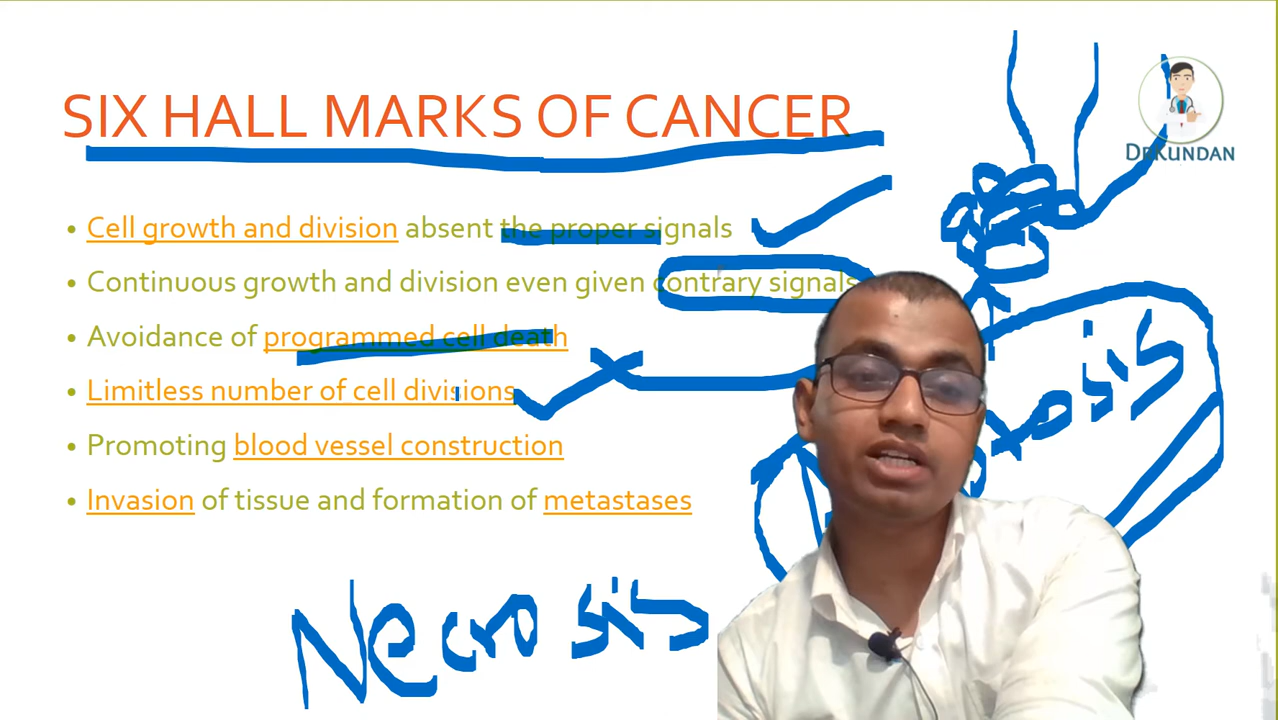 SIX HALL MARKS OF CANCER
DR KUNDAN
• Cell growth and division absent the proper signals
• Continuous growth and division even given contrary signals
• Avoidance of programmed cell death
• Limitless number of cell divisions
• Promoting blood vessel construction
• Invasion of tissue and formation of metastases
Necrosis